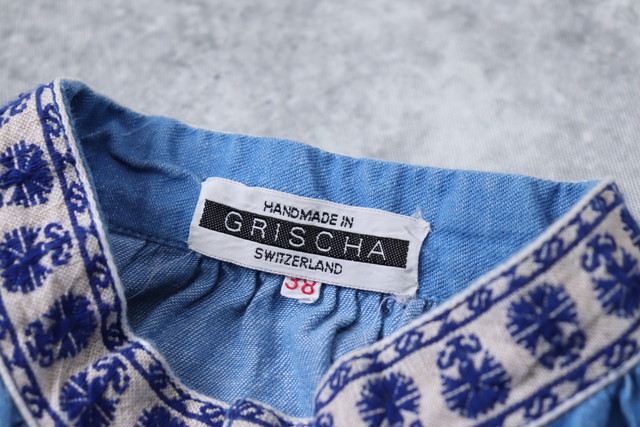 HANDMADE IN
GRISCHA
SWITZERLAND
38